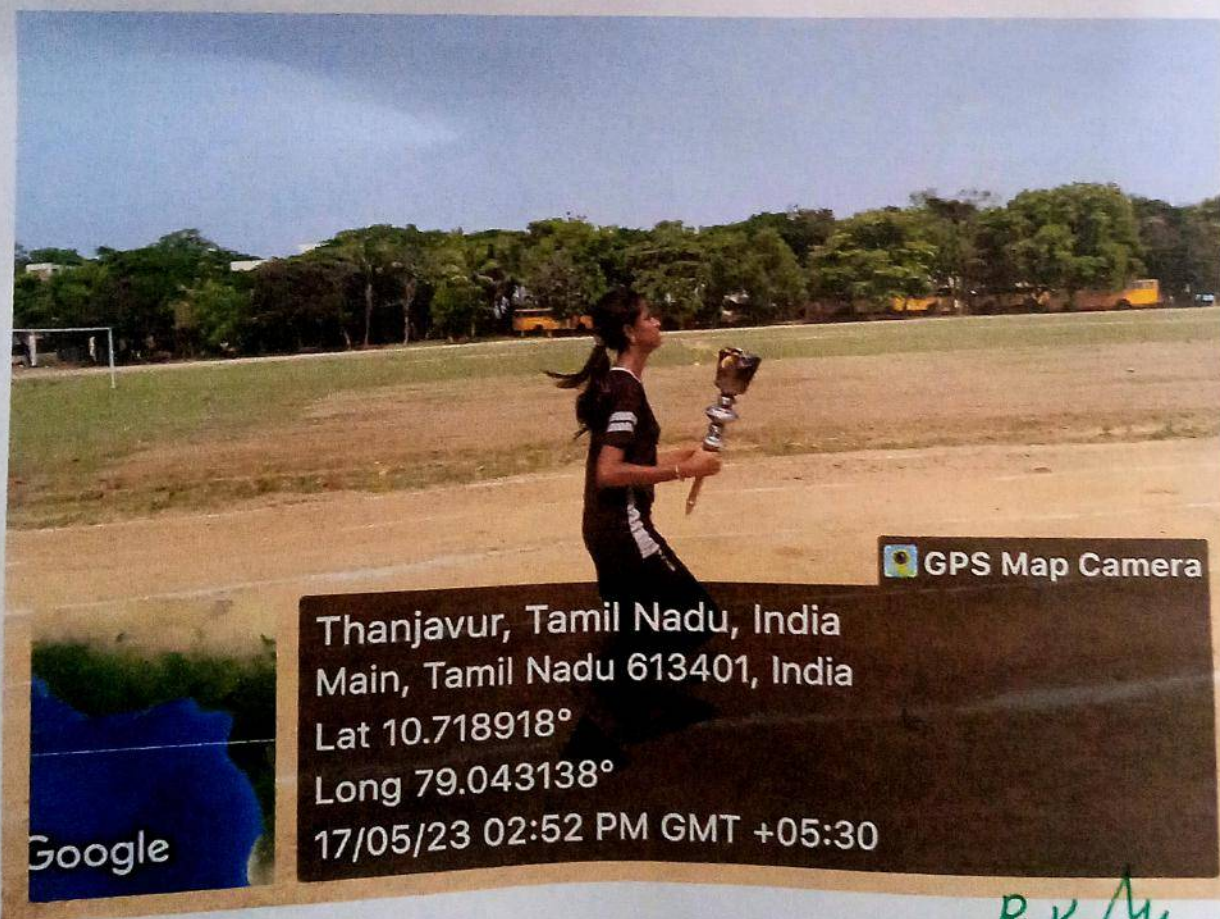 GPS Map Camera
Thanjavur, Tamil Nadu, India
Main, Tamil Nadu 613401, India
Lat 10.718918°
Long 79.043138°
17/05/23 02:52 PM GMT +05:30
Google